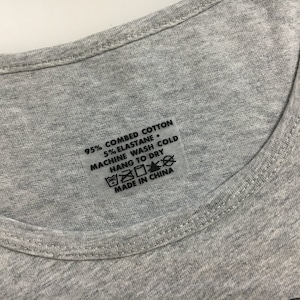 95% COMBED COTTON
5% ELASTANE •
MACHINE WASH COLD
HANG TO DRY
MADE IN CHINA